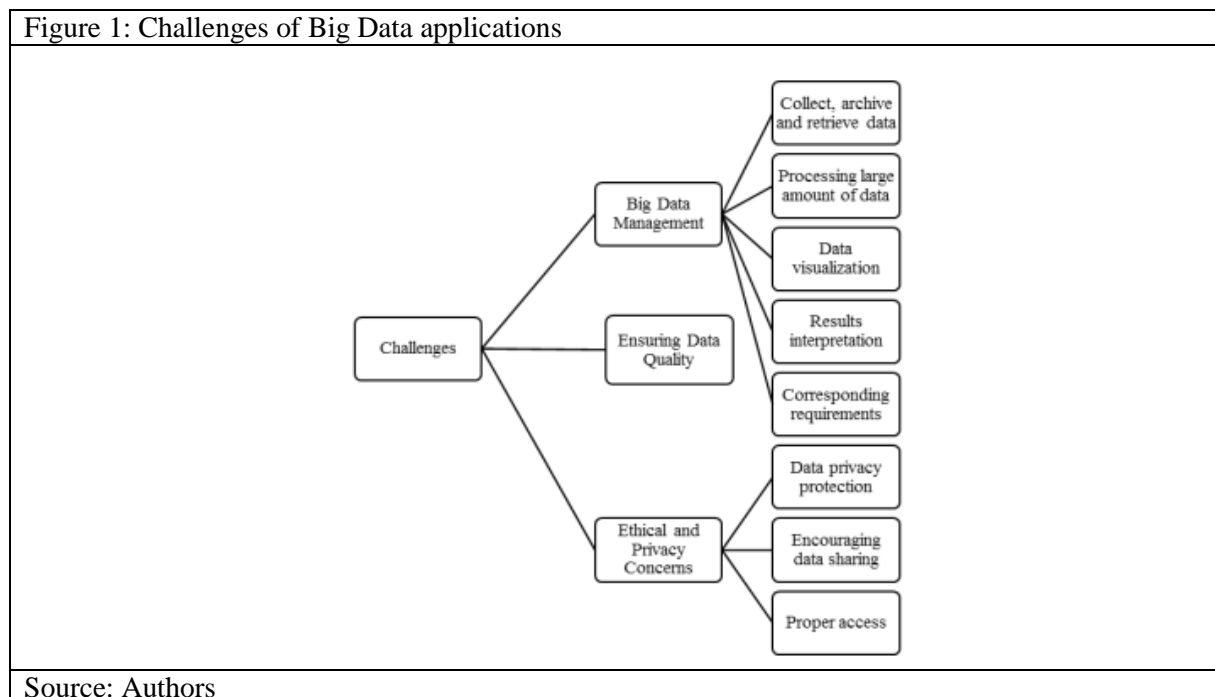 Figure 1: Challenges of Big Data applications
Collect, archive
and retrieve data
Processing large
amount of data
Big Data
Management
Data
visualization
Results
interpretation
Challenges
Ensuring Data
Quality
Corresponding
requirements
Data privacy
protection
Ethical and
Privacy
Concerns
Encouraging
data sharing
Proper access
Source: Authors